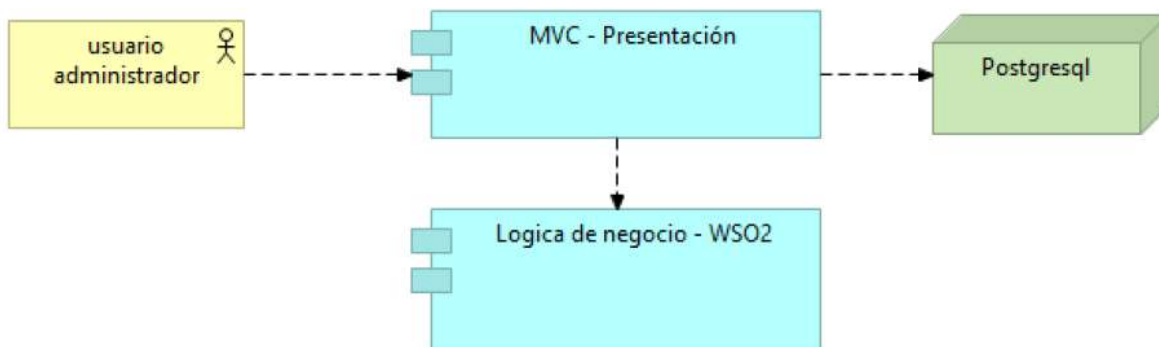 usuario
administrador
MVC - Presentación
Postgresql
Logica de negocio - WSO2